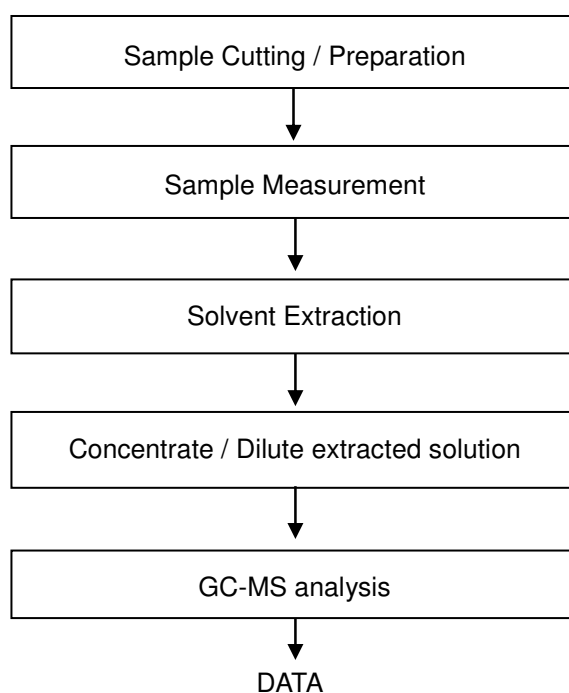 Sample Cutting / Preparation
Sample Measurement
Solvent Extraction
Concentrate / Dilute extracted solution
GC-MS analysis
DATA